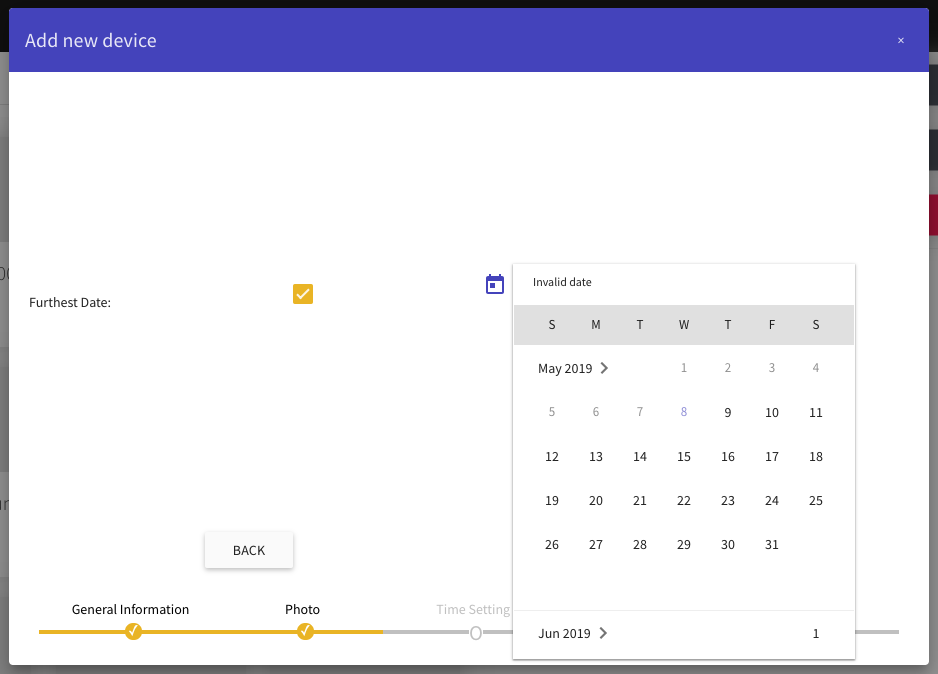 Add new device
×
Invalid date
Furthest Date:
S M T W T F S
May 2019 1 2 3 4
5 6 7 8 9 10 11
12 13 14 15 16 17 18
19 20 21 22 23 24 25
26 27 28 29 30 31
BACK
General Information Photo Time Setting
Jun 2019 1